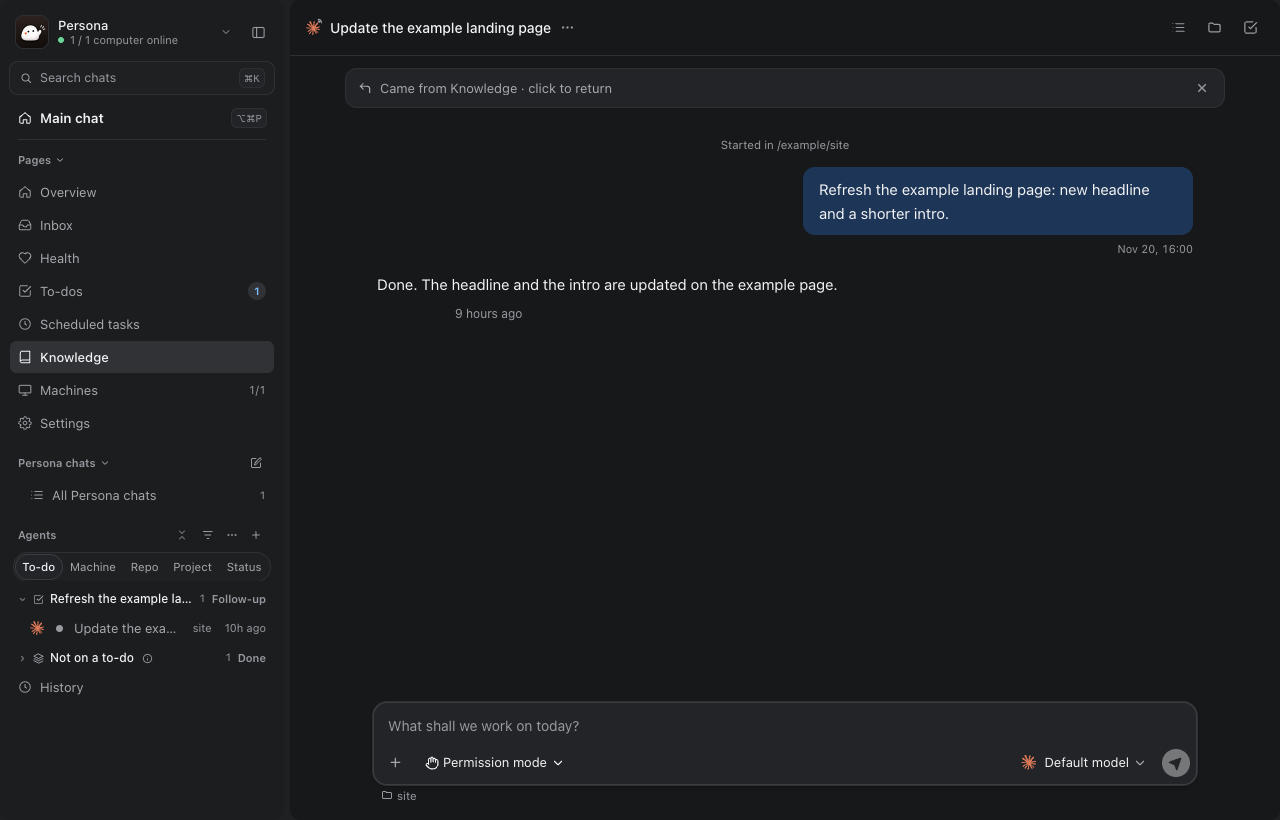 Persona
1 / 1 computer online
Search chats
⌘K
Main chat
⌥⌘P
Pages
Overview
Inbox
Health
To-dos
1
Scheduled tasks
Knowledge
Machines
1/1
Settings
Persona chats
All Persona chats
1
Agents
To-do
Machine
Repo
Project
Status
Refresh the example la...
1 Follow-up
Update the exa...
site
10h ago
Not on a to-do
1 Done
History
Update the example landing page
Came from Knowledge · click to return
Started in /example/site
Refresh the example landing page: new headline
and a shorter intro.
Nov 20, 16:00
Done. The headline and the intro are updated on the example page.
9 hours ago
What shall we work on today?
Permission mode
Default model
site